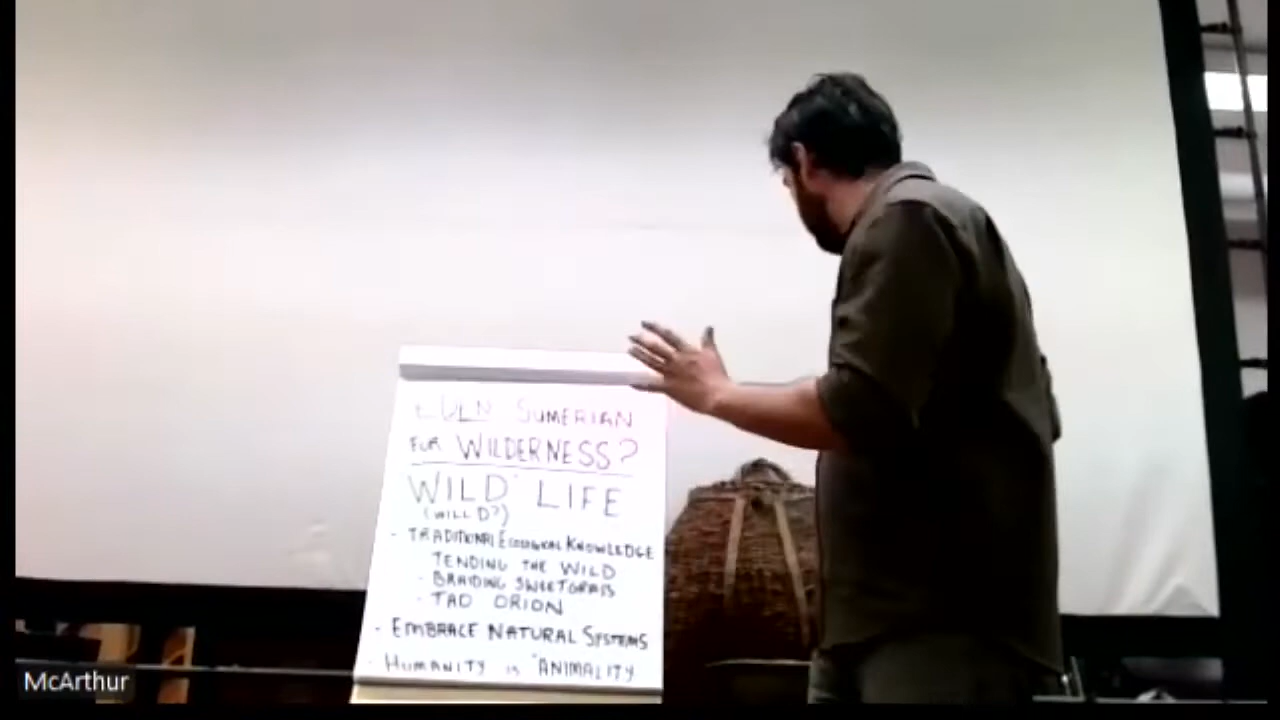 EDEN SUMERIAN
FOR WILDERNESS?
WILD LIFE
(WILL D?)
- TRADITIONAL ECOLOGICAL KNOWLEDGE
TENDING THE WILD
- BRAIDING SWEETGRASS
- TAO ORION
- EMBRACE NATURAL SYSTEMS
- HUMANITY is "ANIMALITY
McArthur